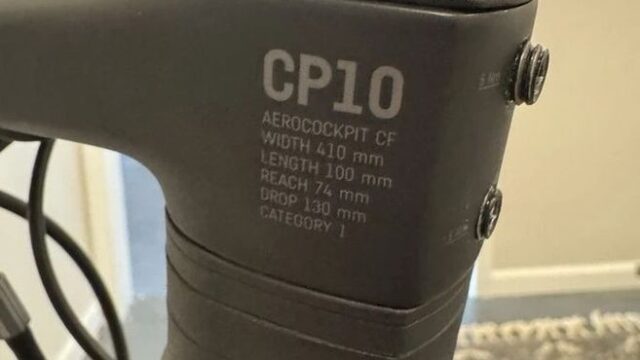 CP10
AEROCOCKPIT CF
WIDTH 410 mm
LENGTH 100 mm
REACH 74 mm
DROP 130 mm
CATEGORY 1